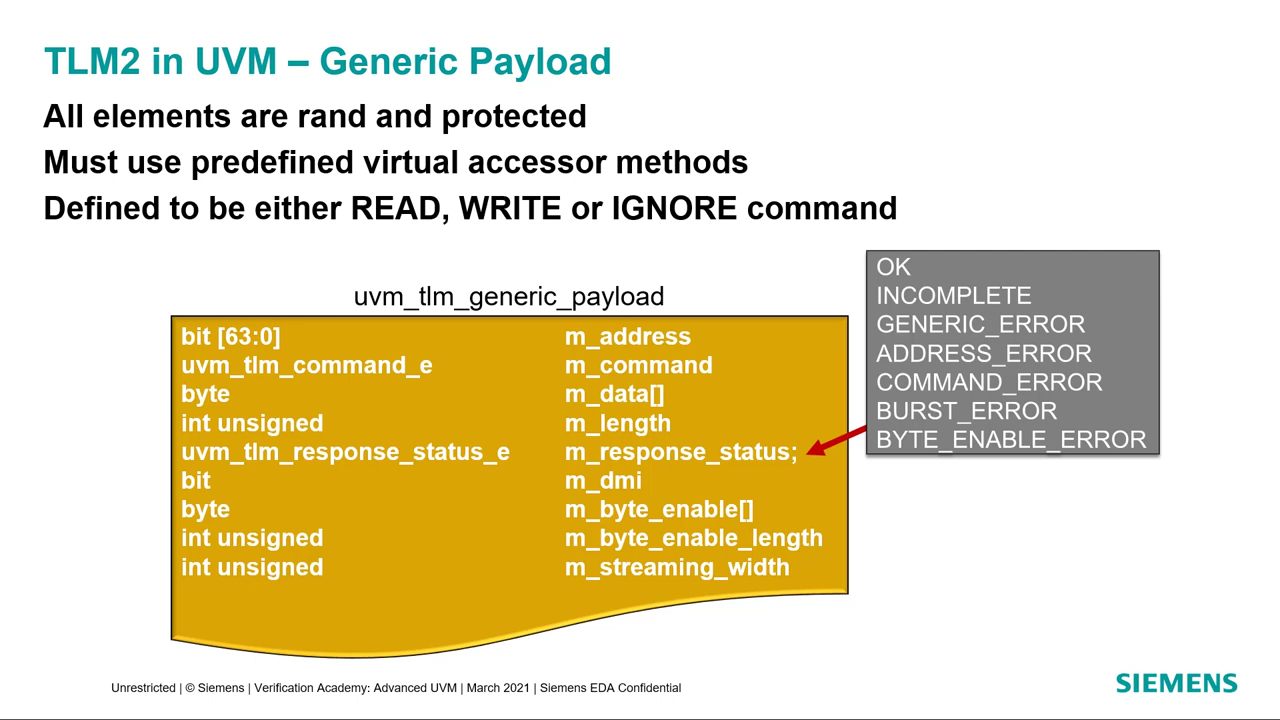 TLM2 in UVM – Generic Payload
All elements are rand and protected
Must use predefined virtual accessor methods
Defined to be either READ, WRITE or IGNORE command
uvm_tlm_generic_payload
bit [63:0] m_address
uvm_tlm_command_e m_command
byte m_data[]
int unsigned m_length
uvm_tlm_response_status_e m_response_status;
bit m_dmi
byte m_byte_enable[]
int unsigned m_byte_enable_length
int unsigned m_streaming_width
OK
INCOMPLETE
GENERIC_ERROR
ADDRESS_ERROR
COMMAND_ERROR
BURST_ERROR
BYTE_ENABLE_ERROR
Unrestricted | © Siemens | Verification Academy: Advanced UVM | March 2021 | Siemens EDA Confidential
SIEMENS